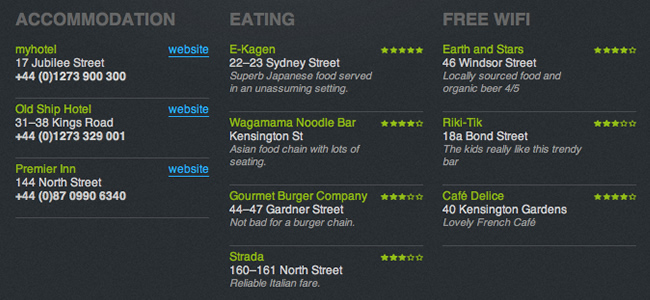 ACCOMMODATION
myhotel website
17 Jubilee Street
+44 (0)1273 900 300
Old Ship Hotel website
31–38 Kings Road
+44 (0)1273 329 001
Premier Inn website
144 North Street
+44 (0)87 0990 6340
EATING
E-Kagen
22–23 Sydney Street
Superb Japanese food served
in an unassuming setting.
Wagamama Noodle Bar
Kensington St
Asian food chain with lots of
seating.
Gourmet Burger Company
44–47 Gardner Street
Not bad for a burger chain.
Strada
160–161 North Street
Reliable Italian fare.
FREE WIFI
Earth and Stars
46 Windsor Street
Locally sourced food and
organic beer 4/5
Riki-Tik
18a Bond Street
The kids really like this trendy
bar
Café Delice
40 Kensington Gardens
Lovely French Café